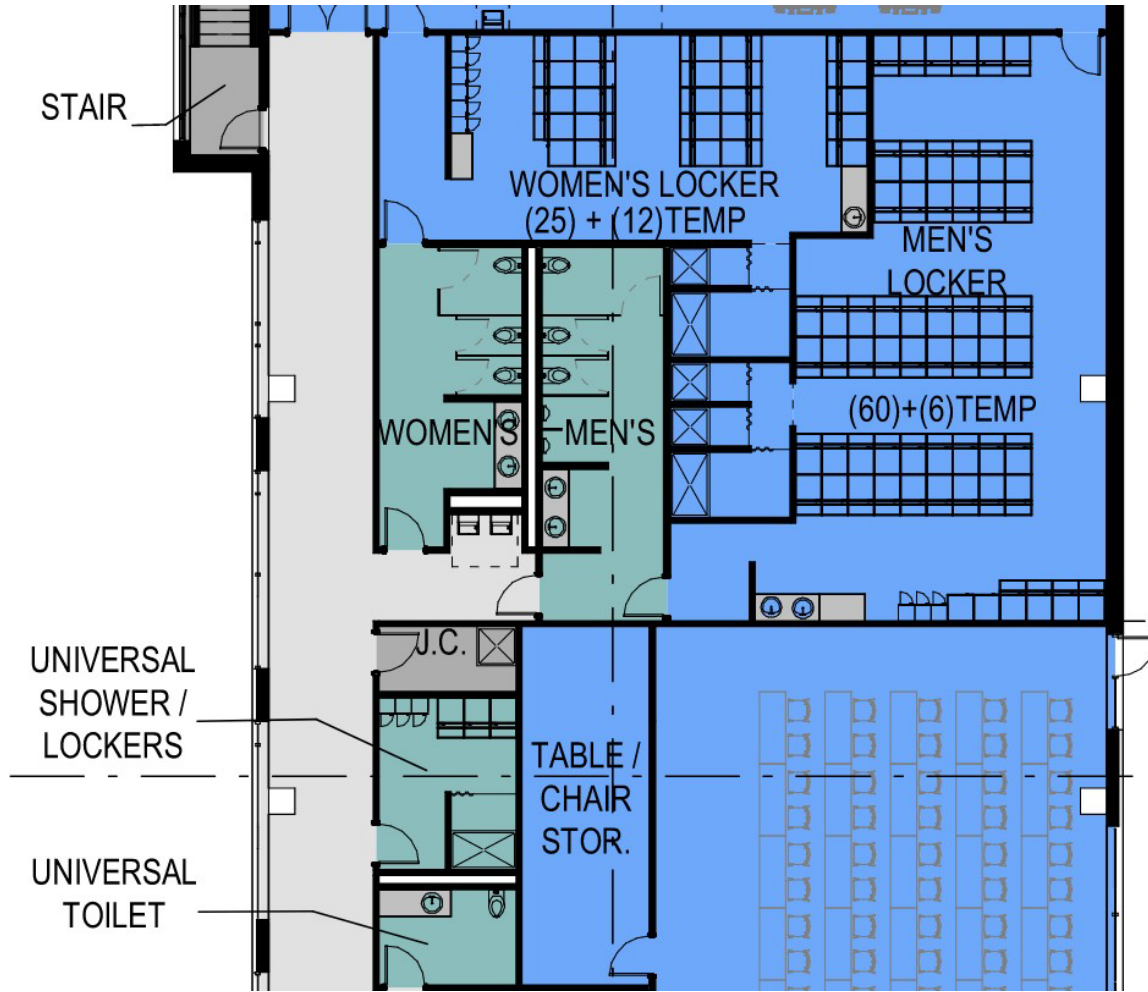 STAIR
WOMEN'S LOCKER
(25) + (12)TEMP
MEN'S
LOCKER
(60)+(6)TEMP
WOMEN'S
MEN'S
J.C.
UNIVERSAL
SHOWER /
LOCKERS
TABLE /
CHAIR
STOR.
UNIVERSAL
TOILET